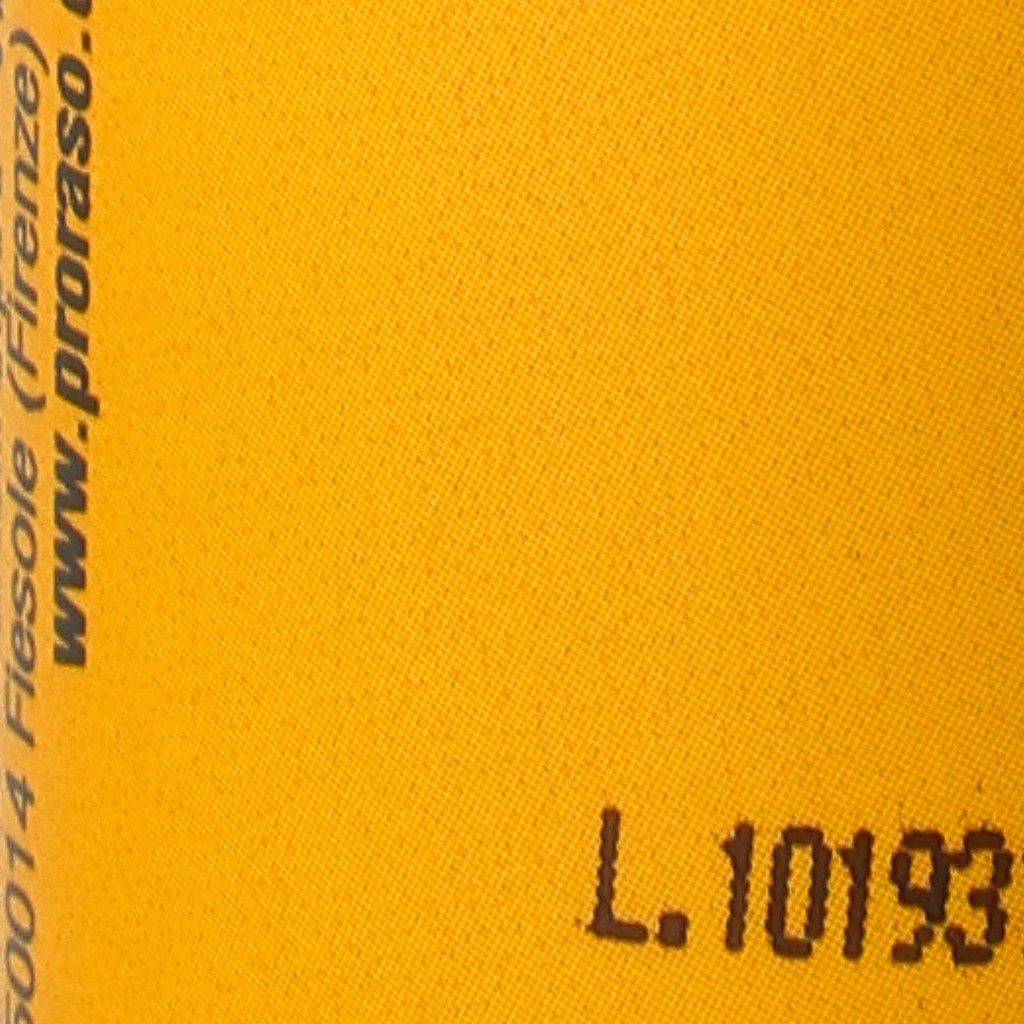 50014 Fiesole (Firenze)
www.proraso.
L. 10193